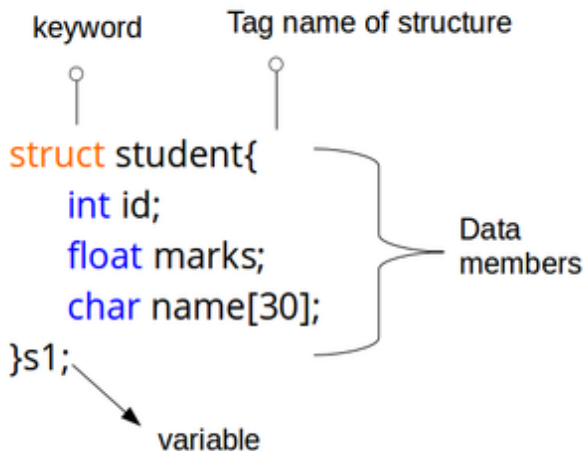 keyword
Tag name of structure
struct student{
int id;
float marks;
char name[30];
}s1;
Data
members
variable